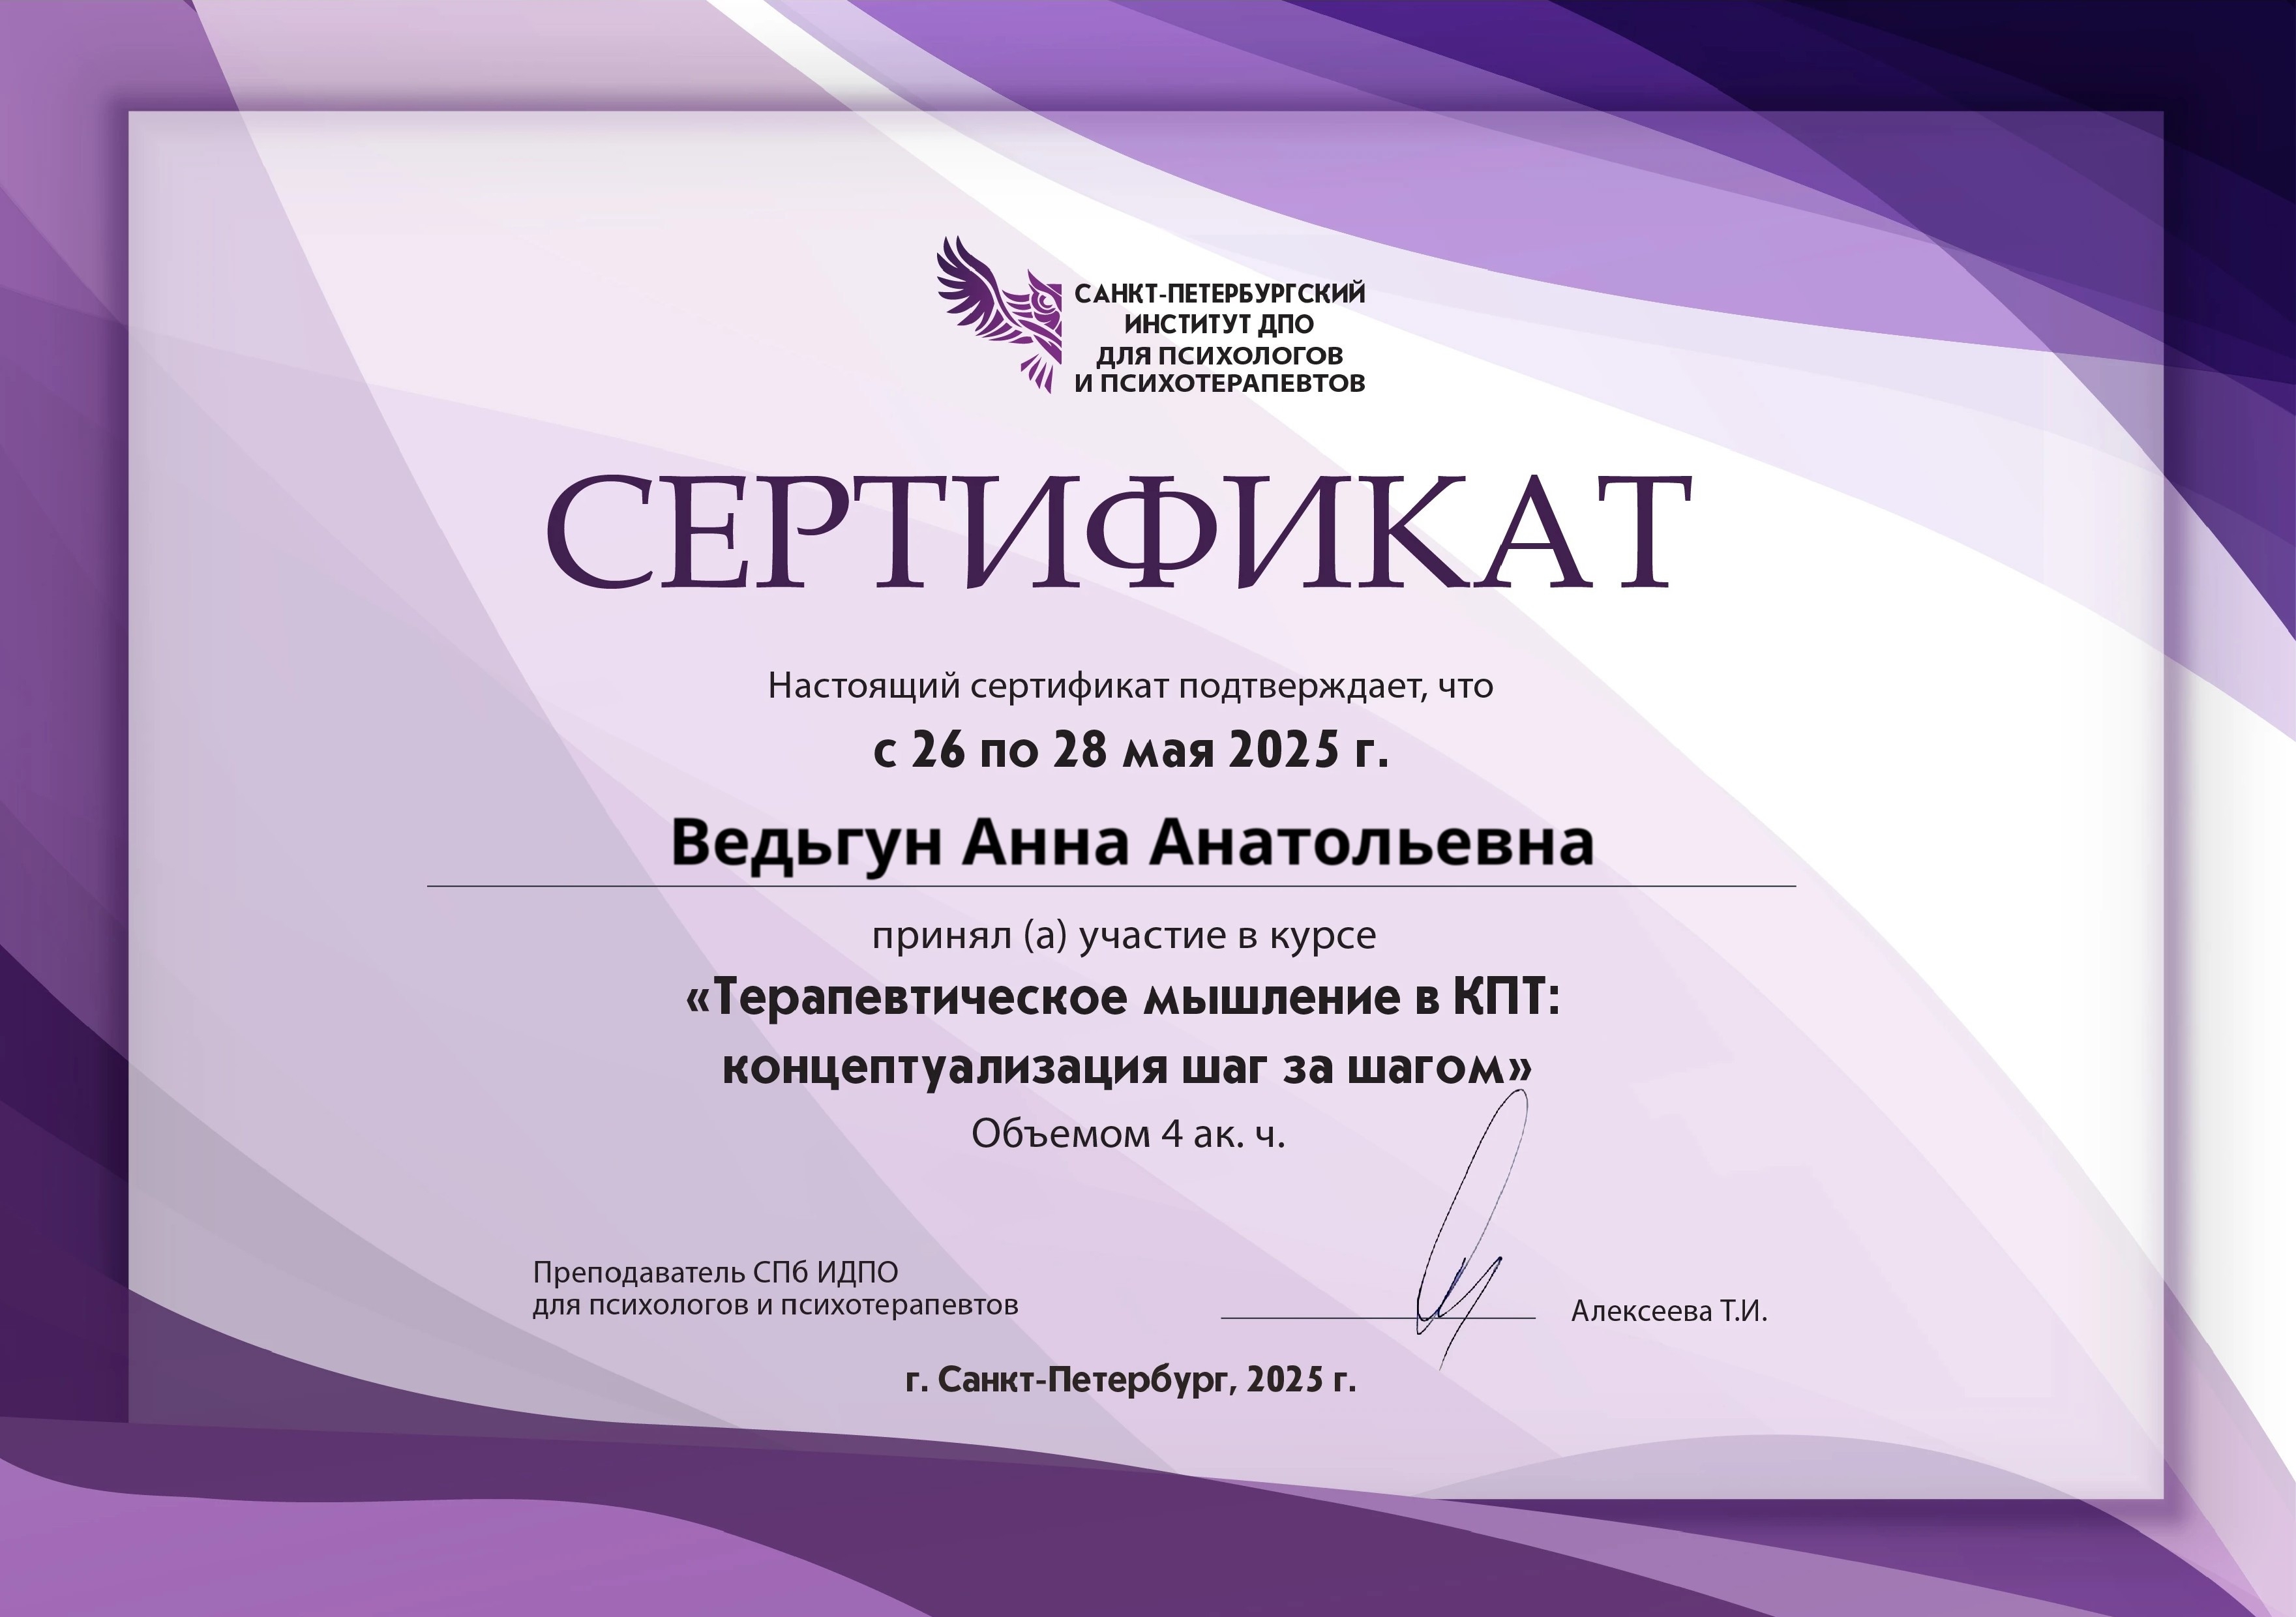 САНКТ-ПЕТЕРБУРГСКИЙ
ИНСТИТУТ ДПО
ДЛЯ ПСИХОЛОГОВ
И ПСИХОТЕРАПЕВТОВ
СЕРТИФИКАТ
Настоящий сертификат подтверждает, что
с 26 по 28 мая 2025 г.
Ведьгун Анна Анатольевна
принял (а) участие в курсе
«Терапевтическое мышление в КПТ:
концептуализация шаг за шагом»
Объемом 4 ак. ч.
Преподаватель СПб ИДПО
для психологов и психотерапевтов
Алексеева Т.И.
г. Санкт-Петербург, 2025 г.